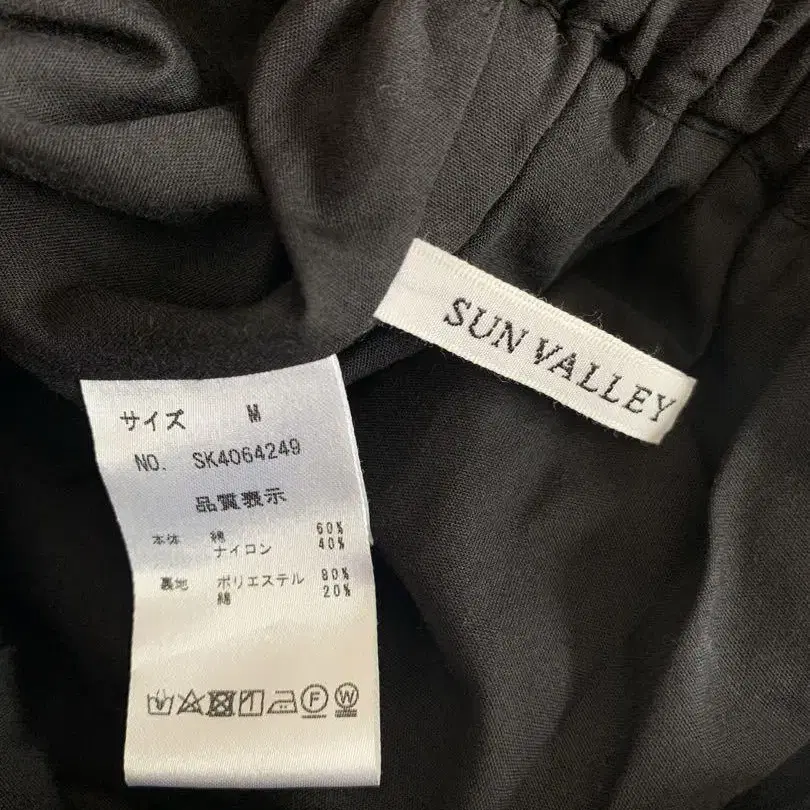 SUN VALLEY
サイズ M
NO. SK4064249
品質表示
本体 綿 60%
ナイロン 40%
裏地 ポリエステル 80%
綿 20%
F W